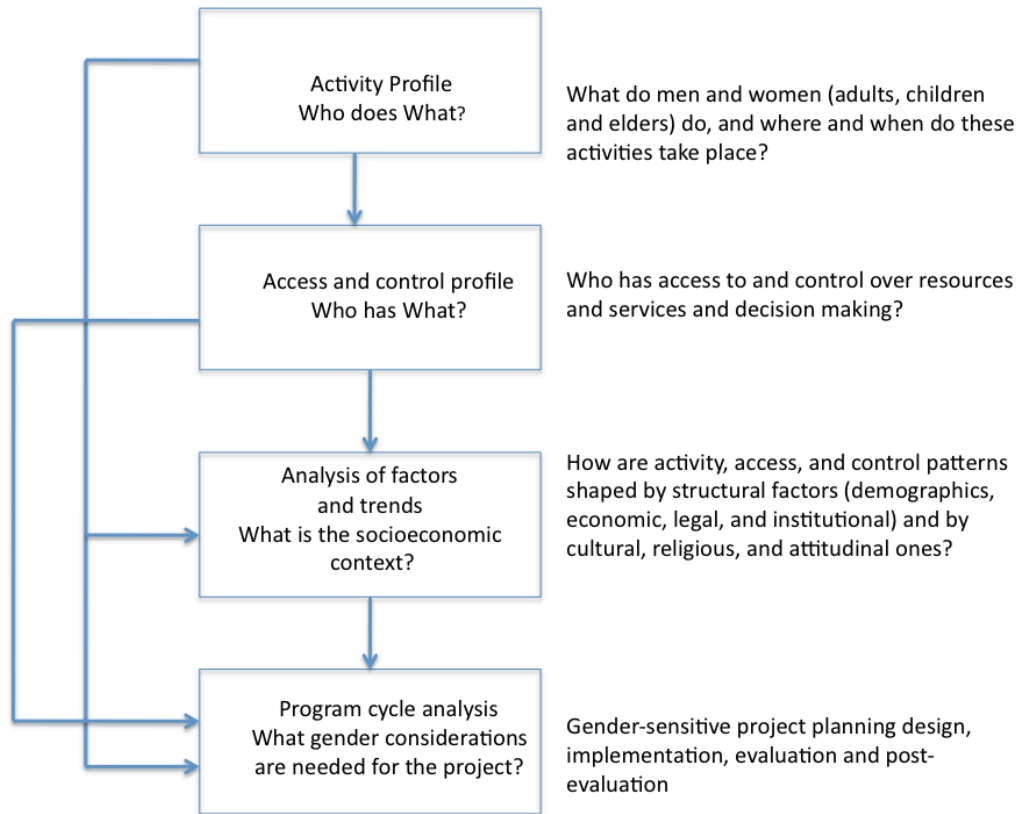 Activity Profile
Who does What?
What do men and women (adults, children
and elders) do, and where and when do these
activities take place?
Access and control profile
Who has What?
Who has access to and control over resources
and services and decision making?
Analysis of factors
and trends
What is the socioeconomic
context?
How are activity, access, and control patterns
shaped by structural factors (demographics,
economic, legal, and institutional) and by
cultural, religious, and attitudinal ones?
Program cycle analysis
What gender considerations
are needed for the project?
Gender-sensitive project planning design,
implementation, evaluation and post-
evaluation